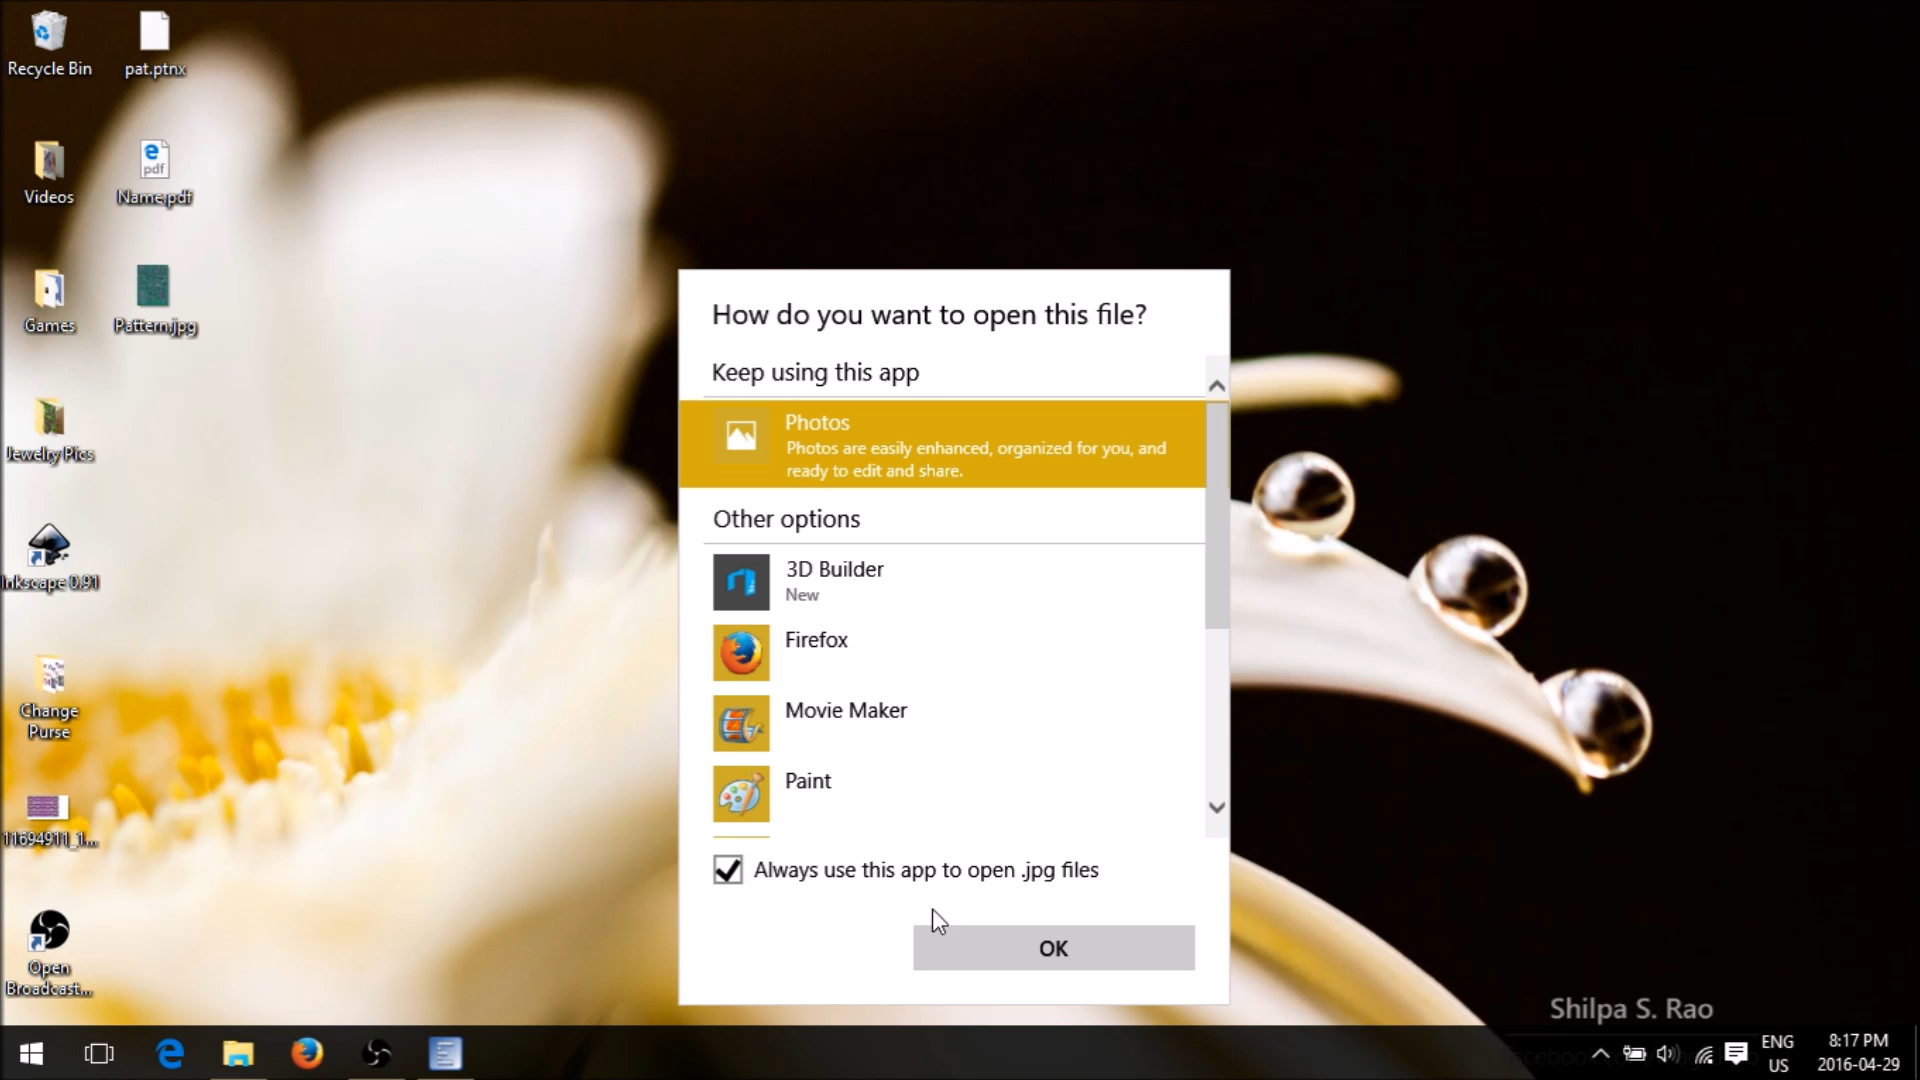 Recycle Bin
pat.ptnx
Videos
pdf
Name.pdf
Games
Pattern.jpg
Jewelry Pics
Inkscape 0.91
Change
Purse
11694911_1...
Open
Broadcast...
How do you want to open this file?
Keep using this app
Photos
Photos are easily enhanced, organized for you, and
ready to edit and share.
Other options
3D Builder
New
Firefox
Movie Maker
Paint
Always use this app to open .jpg files
OK
Shilpa S. Rao
ENG
US
8:17 PM
2016-04-29